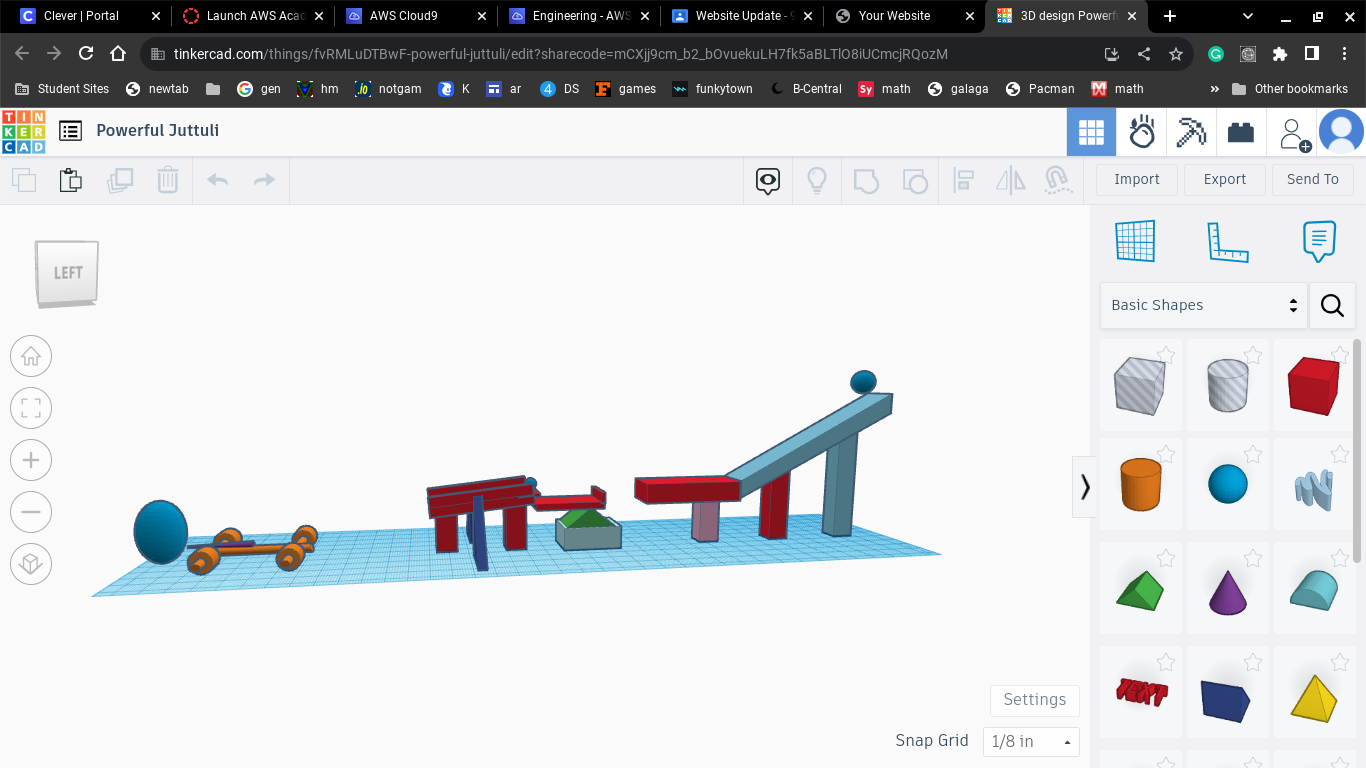 Clever | Portal
Launch AWS Acad
AWS Cloud9
Engineering - AWS
Website Update - 9
Your Website
3D design Powerfu
tinkercad.com/things/fvRMLuDTBwF-powerful-juttuli/edit?sharecode=mCXjj9cm_b2_bOvuekuLH7fk5aBLTlO8iUCmcjRQozM
Student Sites
newtab
gen
hm
notgam
K
ar
DS
games
funkytown
B-Central
math
galaga
Pacman
math
»
Other bookmarks
TIN
KER
CAD
Powerful Juttuli
Import
Export
Send To
LEFT
Basic Shapes
TEXT
Settings
Snap Grid
1/8 in